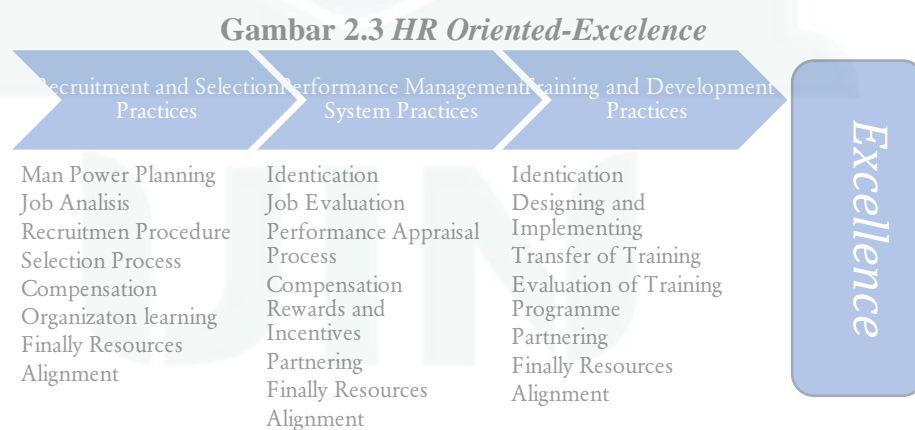 Gambar 2.3 HR Oriented-Excelence
Recruitment and Selection
Practices
Performance Management
System Practices
Training and Development
Practices
Man Power Planning
Job Analisis
Recruitmen Procedure
Selection Process
Compensation
Organizaton learning
Finally Resources
Alignment
Identication
Job Evaluation
Performance Appraisal
Process
Compensation
Rewards and
Incentives
Partnering
Finally Resources
Alignment
Identication
Designing and
Implementing
Transfer of Training
Evaluation of Training
Programme
Partnering
Finally Resources
Alignment
Excellence
UIN